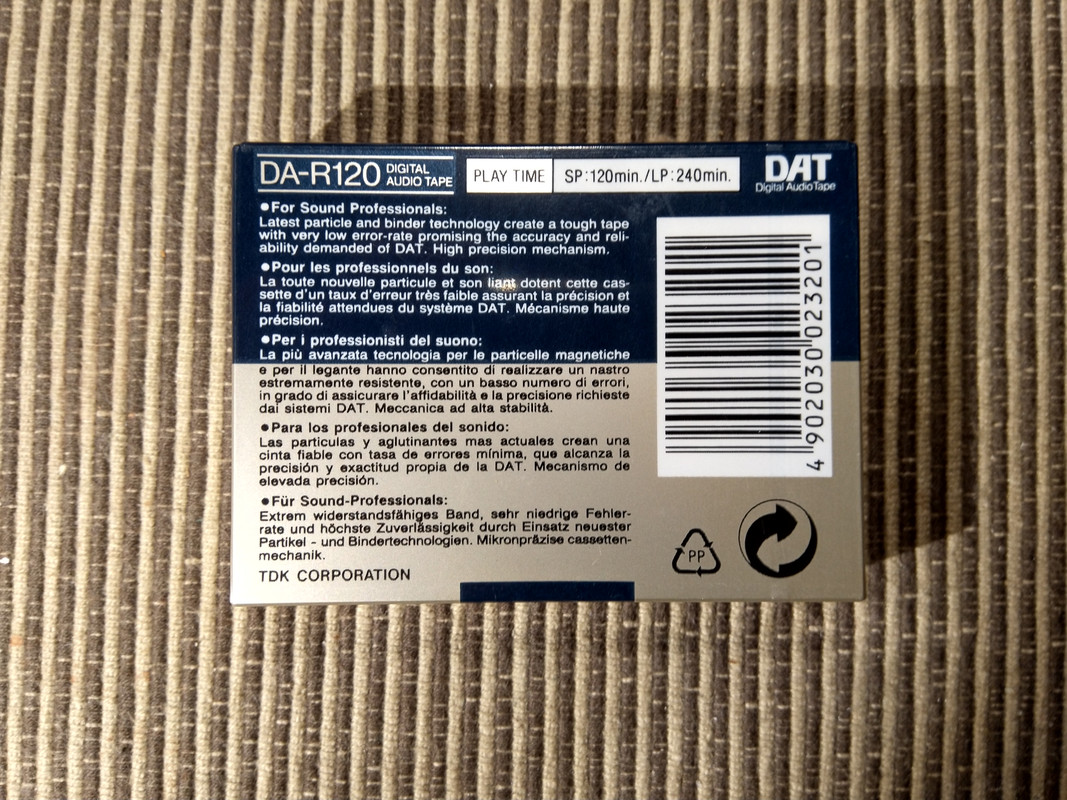 DA-R120 DIGITAL AUDIO TAPE
PLAY TIME SP:120min./LP:240min.
DAT
Digital Audio Tape
●For Sound Professionals:
Latest particle and binder technology create a tough tape
with very low error-rate promising the accuracy and reli-
ability demanded of DAT. High precision mechanism.
●Pour les professionnels du son:
La toute nouvelle particule et son liant dotent cette cas-
sette d'un taux d'erreur très faible assurant la précision et
la fiabilité attendues du système DAT. Mécanisme haute
précision.
●Per i professionisti del suono:
La più avanzata tecnologia per le particelle magnetiche
e per il legante hanno consentito di realizzare un nastro
estremamente resistente, con un basso numero di errori,
in grado di assicurare l'affidabilità e la precisione richieste
dai sistemi DAT. Meccanica ad alta stabilità.
●Para los profesionales del sonido:
Las particulas y aglutinantes mas actuales crean una
cinta fiable con tasa de errores mínima, que alcanza la
precisión y exactitud propia de la DAT. Mecanismo de
elevada precisión.
●Für Sound-Professionals:
Extrem widerstandsfähiges Band, sehr niedrige Fehler-
rate und höchste Zuverlässigkeit durch Einsatz neuester
Partikel - und Bindertechnologien. Mikronpräzise cassetten-
mechanik.
TDK CORPORATION
4 902030 023201
PP